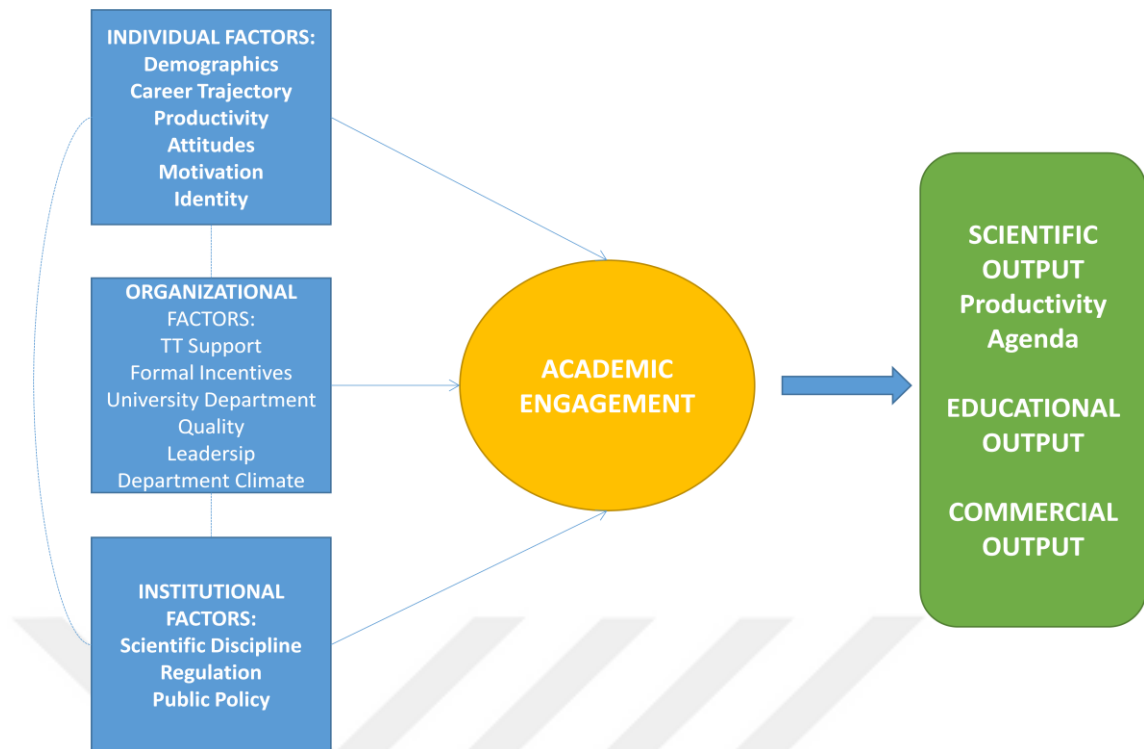 INDIVIDUAL FACTORS:
Demographics
Career Trajectory
Productivity
Attitudes
Motivation
Identity
ORGANIZATIONAL
FACTORS:
TT Support
Formal Incentives
University Department
Quality
Leadersip
Department Climate
INSTITUTIONAL
FACTORS:
Scientific Discipline
Regulation
Public Policy
ACADEMIC
ENGAGEMENT
SCIENTIFIC
OUTPUT
Productivity
Agenda
EDUCATIONAL
OUTPUT
COMMERCIAL
OUTPUT